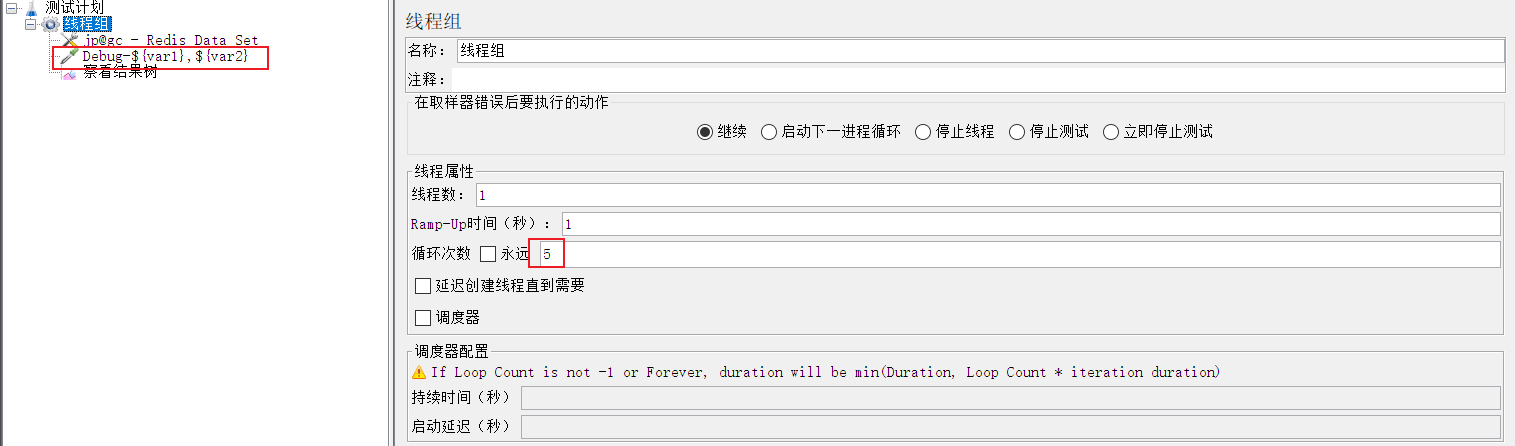 测试计划
线程组
jp@gc - Redis Data Set
Debug-${var1},${var2}
察看结果树
线程组
名称: 线程组
注释:
在取样器错误后要执行的动作
继续 启动下一进程循环 停止线程 停止测试 立即停止测试
线程属性
线程数: 1
Ramp-Up时间（秒）: 1
循环次数 永远 5
延迟创建线程直到需要
调度器
调度器配置
If Loop Count is not -1 or Forever, duration will be min(Duration, Loop Count * iteration duration)
持续时间（秒）
启动延迟（秒）